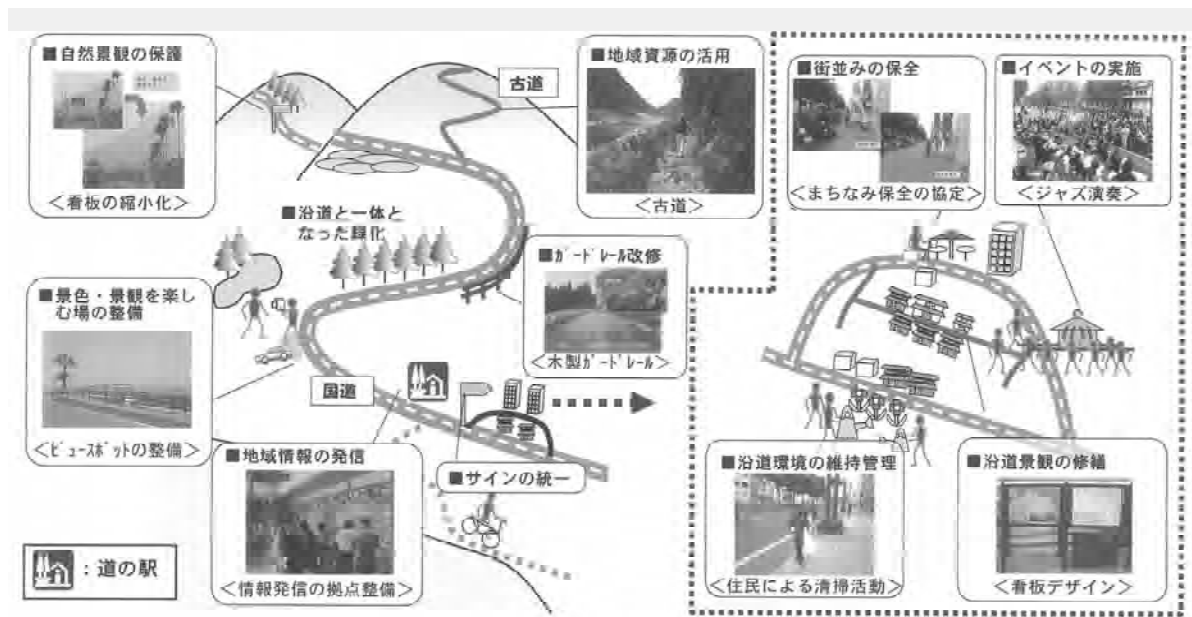 ■自然景観の保護
＜看板の縮小化＞
古道
■地域資源の活用
＜古道＞
■街並みの保全
＜まちなみ保全の協定＞
■イベントの実施
＜ジャズ演奏＞
■沿道と一体と
なった緑化
■ｶﾞｰﾄﾞﾚｰﾙ改修
＜木製ｶﾞｰﾄﾞﾚｰﾙ＞
■景色・景観を楽し
む場の整備
＜ﾋﾞｭｰｽﾎﾟｯﾄの整備＞
国道
■地域情報の発信
＜情報発信の拠点整備＞
■サインの統一
■沿道環境の維持管理
＜住民による清掃活動＞
■沿道景観の修繕
＜看板デザイン＞
：道の駅